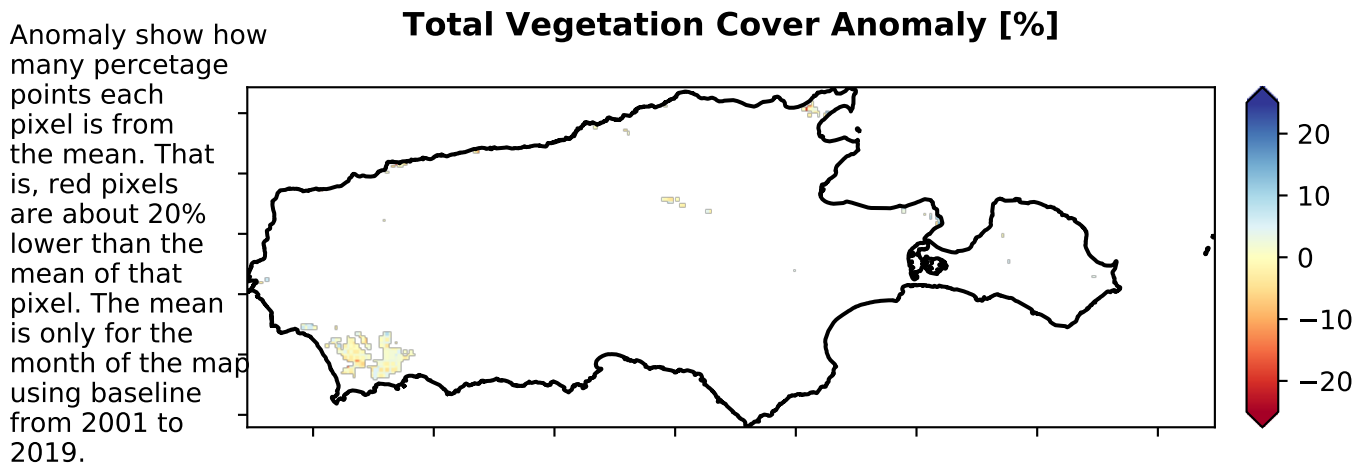 Total Vegetation Cover Anomaly [%]
Anomaly show how
many percetage
points each
pixel is from
the mean. That
is, red pixels
are about 20%
lower than the
mean of that
pixel. The mean
is only for the
month of the map
using baseline
from 2001 to
2019.
20
10
0
−10
−20